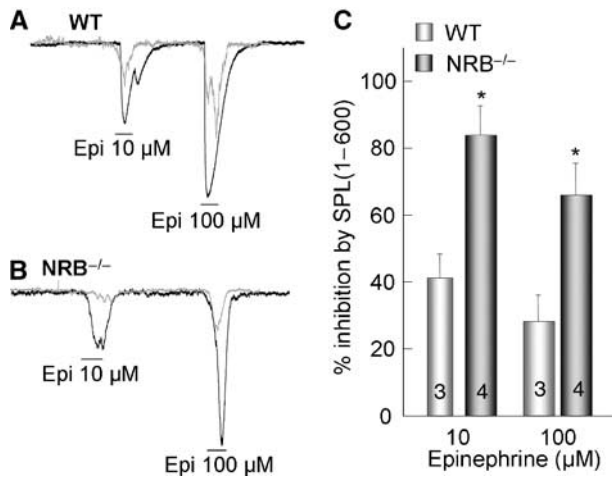 A
WT
Epi 10 µM
Epi 100 µM
B
NRB–/–
Epi 10 µM
Epi 100 µM
C
WT
NRB–/–
% inhibition by SPL(1–600)
100
80
60
40
20
0
*
*
3
4
3
4
10
100
Epinephrine (µM)